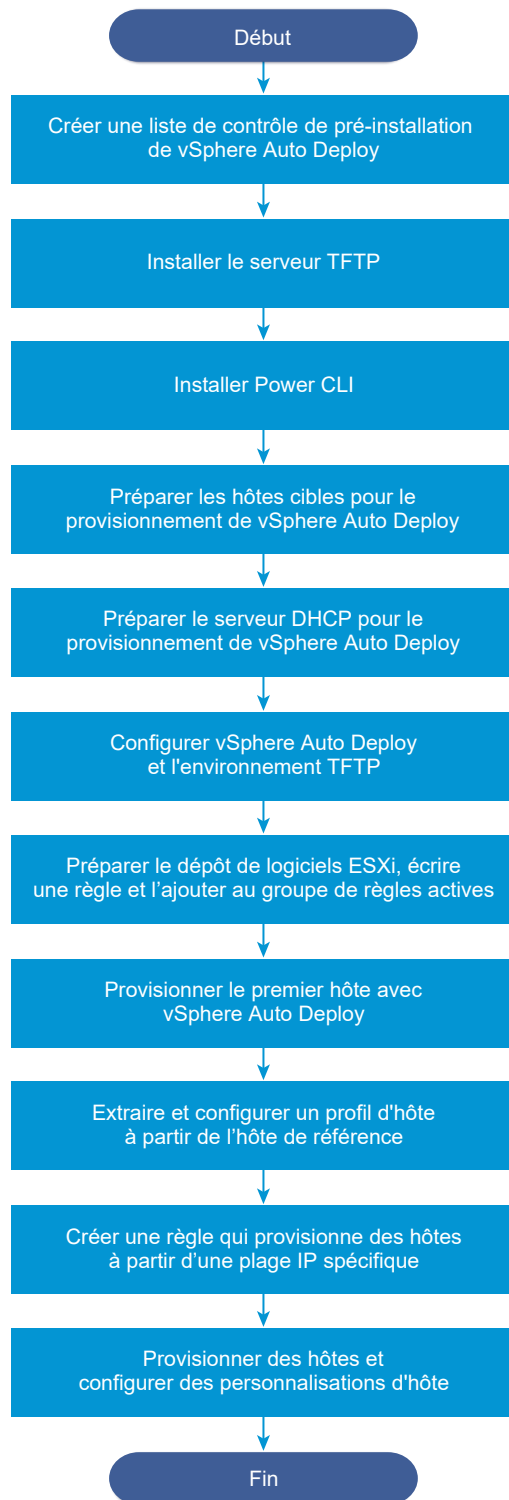 Début
Créer une liste de contrôle de pré-installation
de vSphere Auto Deploy
Installer le serveur TFTP
Installer Power CLI
Préparer les hôtes cibles pour le
provisionnement de vSphere Auto Deploy
Préparer le serveur DHCP pour le
provisionnement de vSphere Auto Deploy
Configurer vSphere Auto Deploy
et l'environnement TFTP
Préparer le dépôt de logiciels ESXi, écrire
une règle et l’ajouter au groupe de règles actives
Provisionner le premier hôte avec
vSphere Auto Deploy
Extraire et configurer un profil d'hôte
à partir de l’hôte de référence
Créer une règle qui provisionne des hôtes
à partir d’une plage IP spécifique
Provisionner des hôtes et
configurer des personnalisations d'hôte
Fin